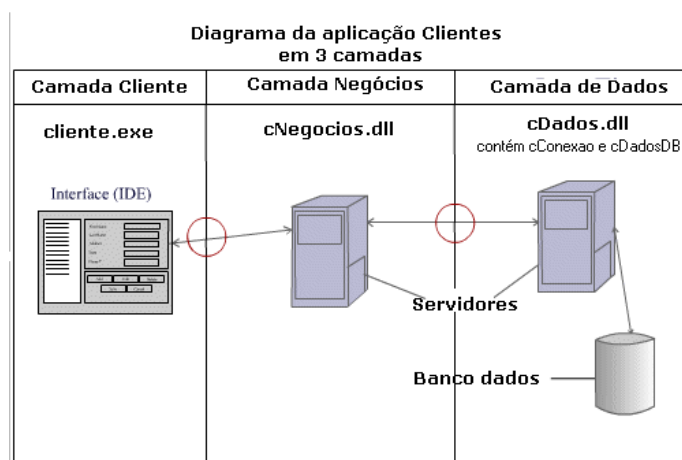 Diagrama da aplicação Clientes
em 3 camadas
Camada Cliente
Camada Negócios
Camada de Dados
cliente.exe
cNegocios.dll
cDados.dll
contém cConexao e cDadosDB
Interface (IDE)
Servidores
Banco dados